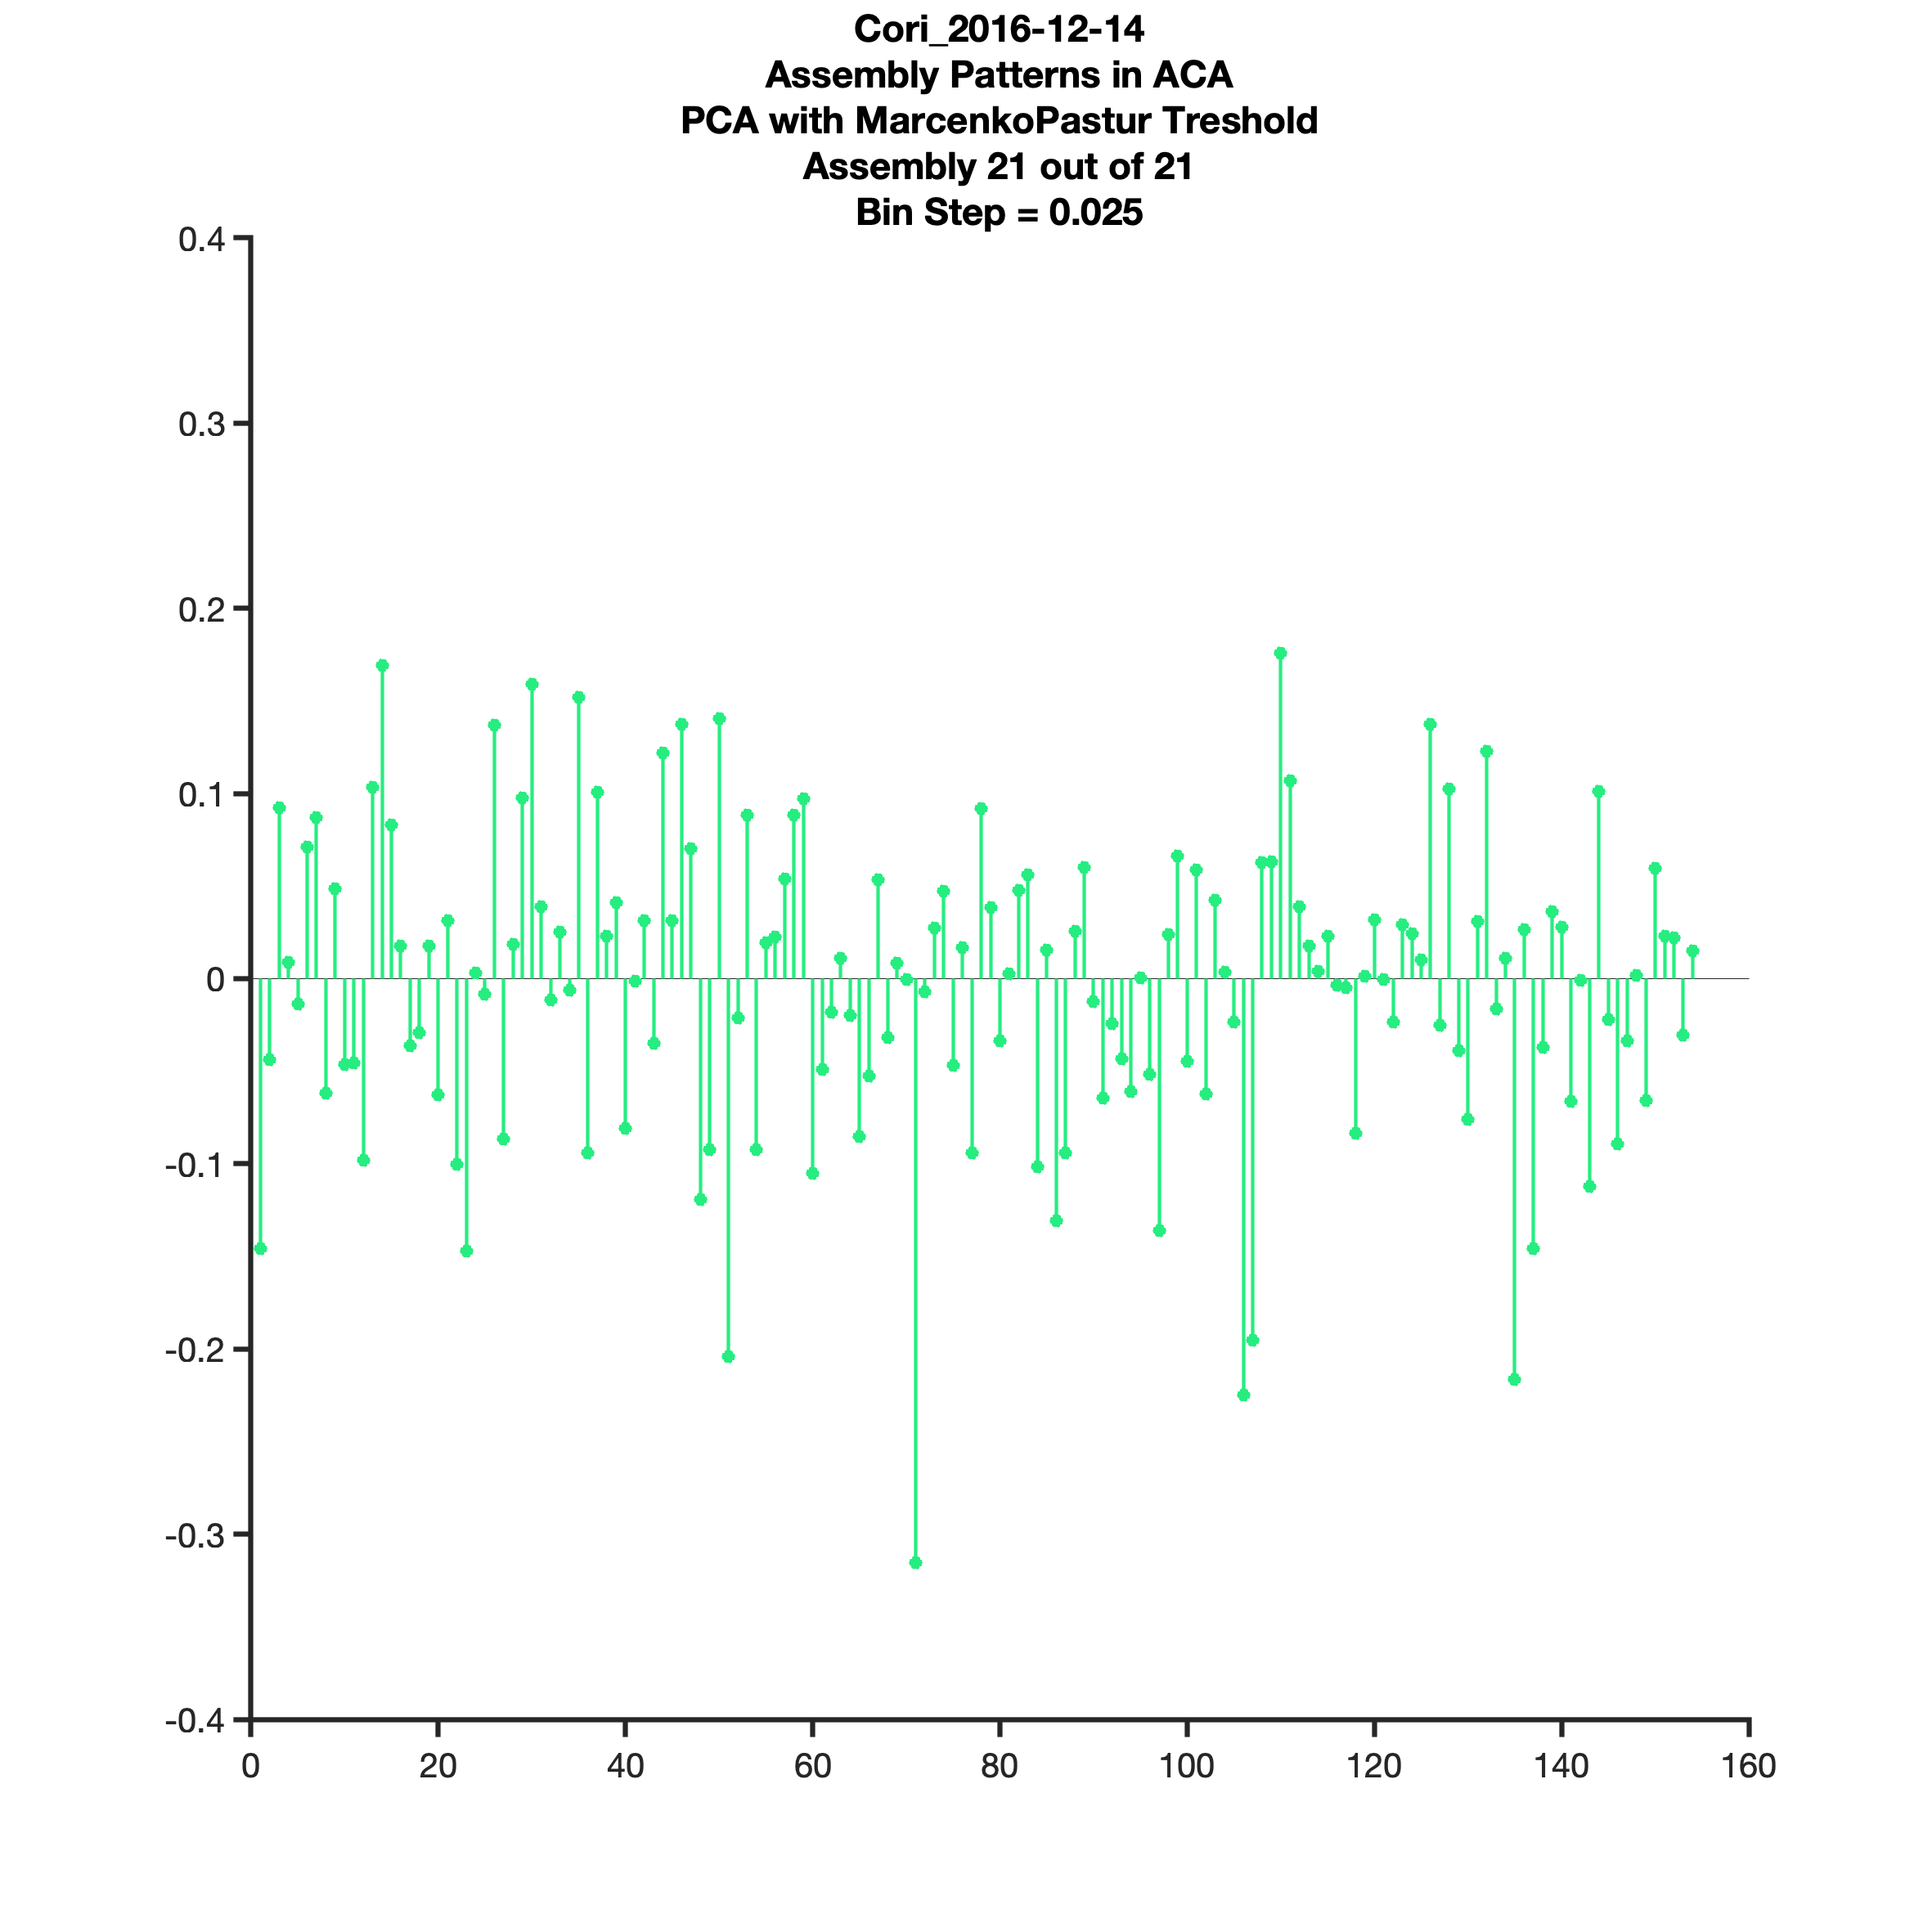 Cori_2016-12-14
Assembly Patterns in ACA
PCA with MarcenkoPastur Treshold
Assembly 21 out of 21
Bin Step = 0.025
0.4
0.3
0.2
0.1
0
-0.1
-0.2
-0.3
-0.4
0 20 40 60 80 100 120 140 160